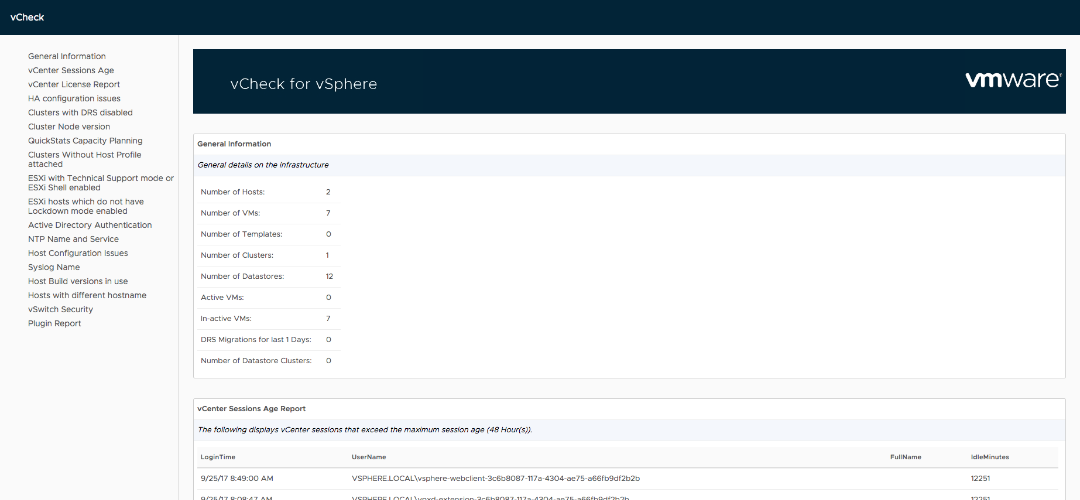 vCheck
General Information
vCenter Sessions Age
vCenter License Report
HA configuration issues
Clusters with DRS disabled
Cluster Node version
QuickStats Capacity Planning
Clusters Without Host Profile
attached
ESXi with Technical Support mode or
ESXi Shell enabled
ESXi hosts which do not have
Lockdown mode enabled
Active Directory Authentication
NTP Name and Service
Host Configuration Issues
Syslog Name
Host Build versions in use
Hosts with different hostname
vSwitch Security
Plugin Report
vCheck for vSphere
vmware®
General Information
General details on the infrastructure
Number of Hosts: 2
Number of VMs: 7
Number of Templates: 0
Number of Clusters: 1
Number of Datastores: 12
Active VMs: 0
In-active VMs: 7
DRS Migrations for last 1 Days: 0
Number of Datastore Clusters: 0
vCenter Sessions Age Report
The following displays vCenter sessions that exceed the maximum session age (48 Hour(s)).
LoginTime UserName FullName IdleMinutes
9/25/17 8:49:00 AM VSPHERE.LOCAL\vsphere-webclient-3c6b8087-117a-4304-ae75-a66fb9df2b2b 12251
9/25/17 8:08:47 AM VSPHERE.LOCAL\vpxd-extension-3c6b8087-117a-4304-ae75-a66fb9df2b2b 12251